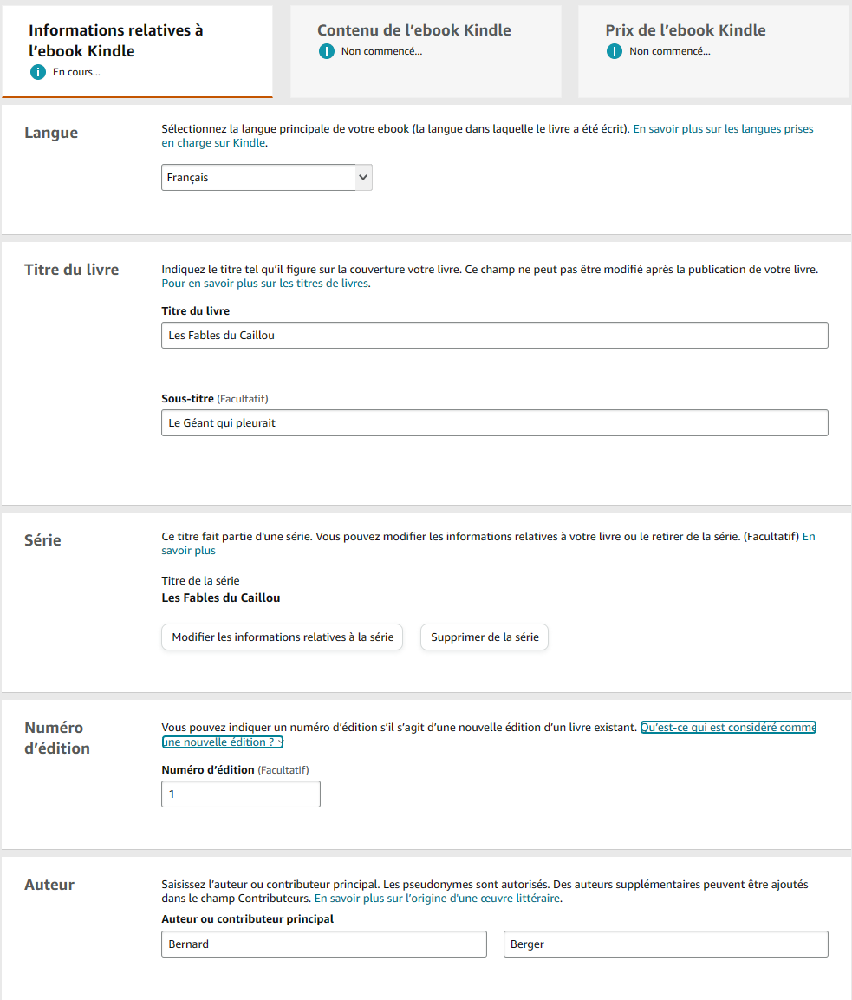 Informations relatives à
l’ebook Kindle
En cours...
Contenu de l’ebook Kindle
Non commencé...
Prix de l’ebook Kindle
Non commencé...
Langue
Sélectionnez la langue principale de votre ebook (la langue dans laquelle le livre a été écrit). En savoir plus sur les langues prises
en charge sur Kindle.
Français
Titre du livre
Indiquez le titre tel qu’il figure sur la couverture votre livre. Ce champ ne peut pas être modifié après la publication de votre livre.
Pour en savoir plus sur les titres de livres.
Titre du livre
Les Fables du Caillou
Sous-titre (Facultatif)
Le Géant qui pleurait
Série
Ce titre fait partie d'une série. Vous pouvez modifier les informations relatives à votre livre ou le retirer de la série. (Facultatif) En
savoir plus
Titre de la série
Les Fables du Caillou
Modifier les informations relatives à la série
Supprimer de la série
Numéro
d’édition
Vous pouvez indiquer un numéro d’édition s’il s’agit d’une nouvelle édition d’un livre existant. Qu’est-ce qui est considéré comme
une nouvelle édition ?
Numéro d’édition (Facultatif)
1
Auteur
Saisissez l’auteur ou contributeur principal. Les pseudonymes sont autorisés. Des auteurs supplémentaires peuvent être ajoutés
dans le champ Contributeurs. En savoir plus sur l’origine d'une œuvre littéraire.
Auteur ou contributeur principal
Bernard
Berger